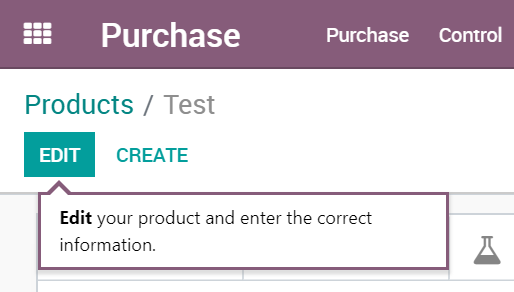 Purchase Purchase Control
Products / Test
EDIT CREATE
Edit your product and enter the correct
information.